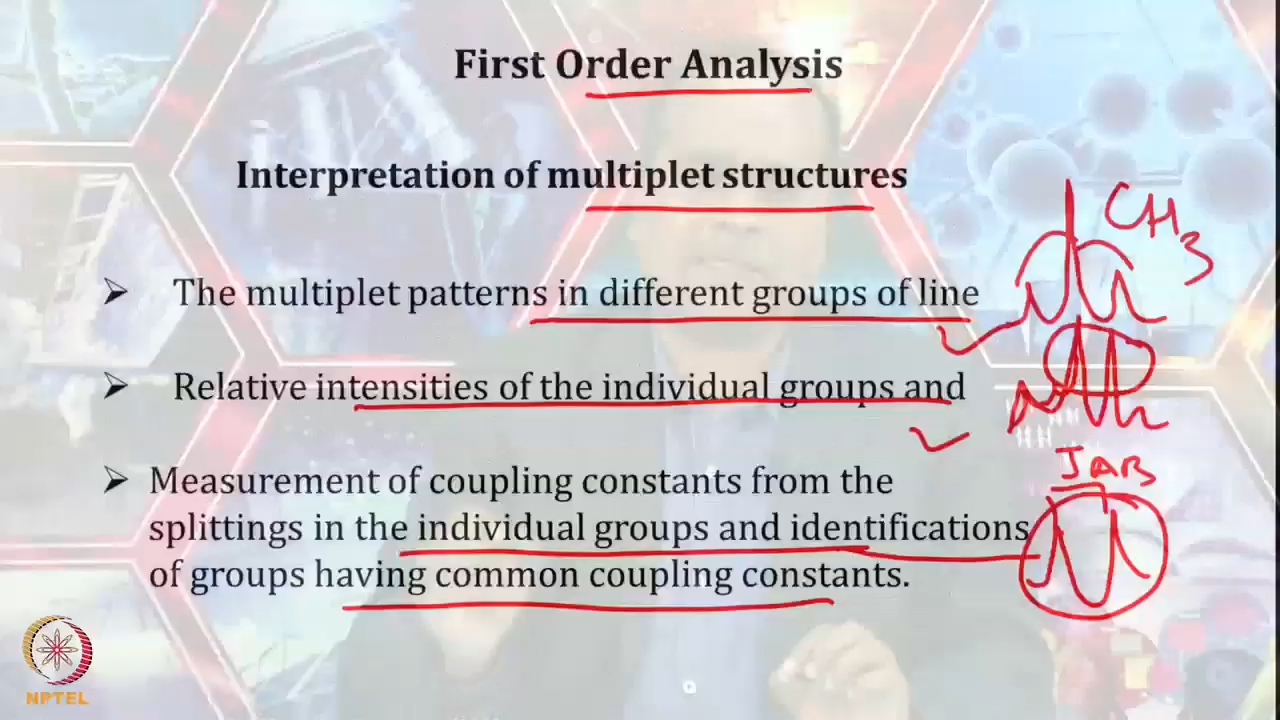 First Order Analysis
Interpretation of multiplet structures
CH3
➢ The multiplet patterns in different groups of line
➢ Relative intensities of the individual groups and
JAB
➢ Measurement of coupling constants from the
splittings in the individual groups and identifications
of groups having common coupling constants.
NPTEL